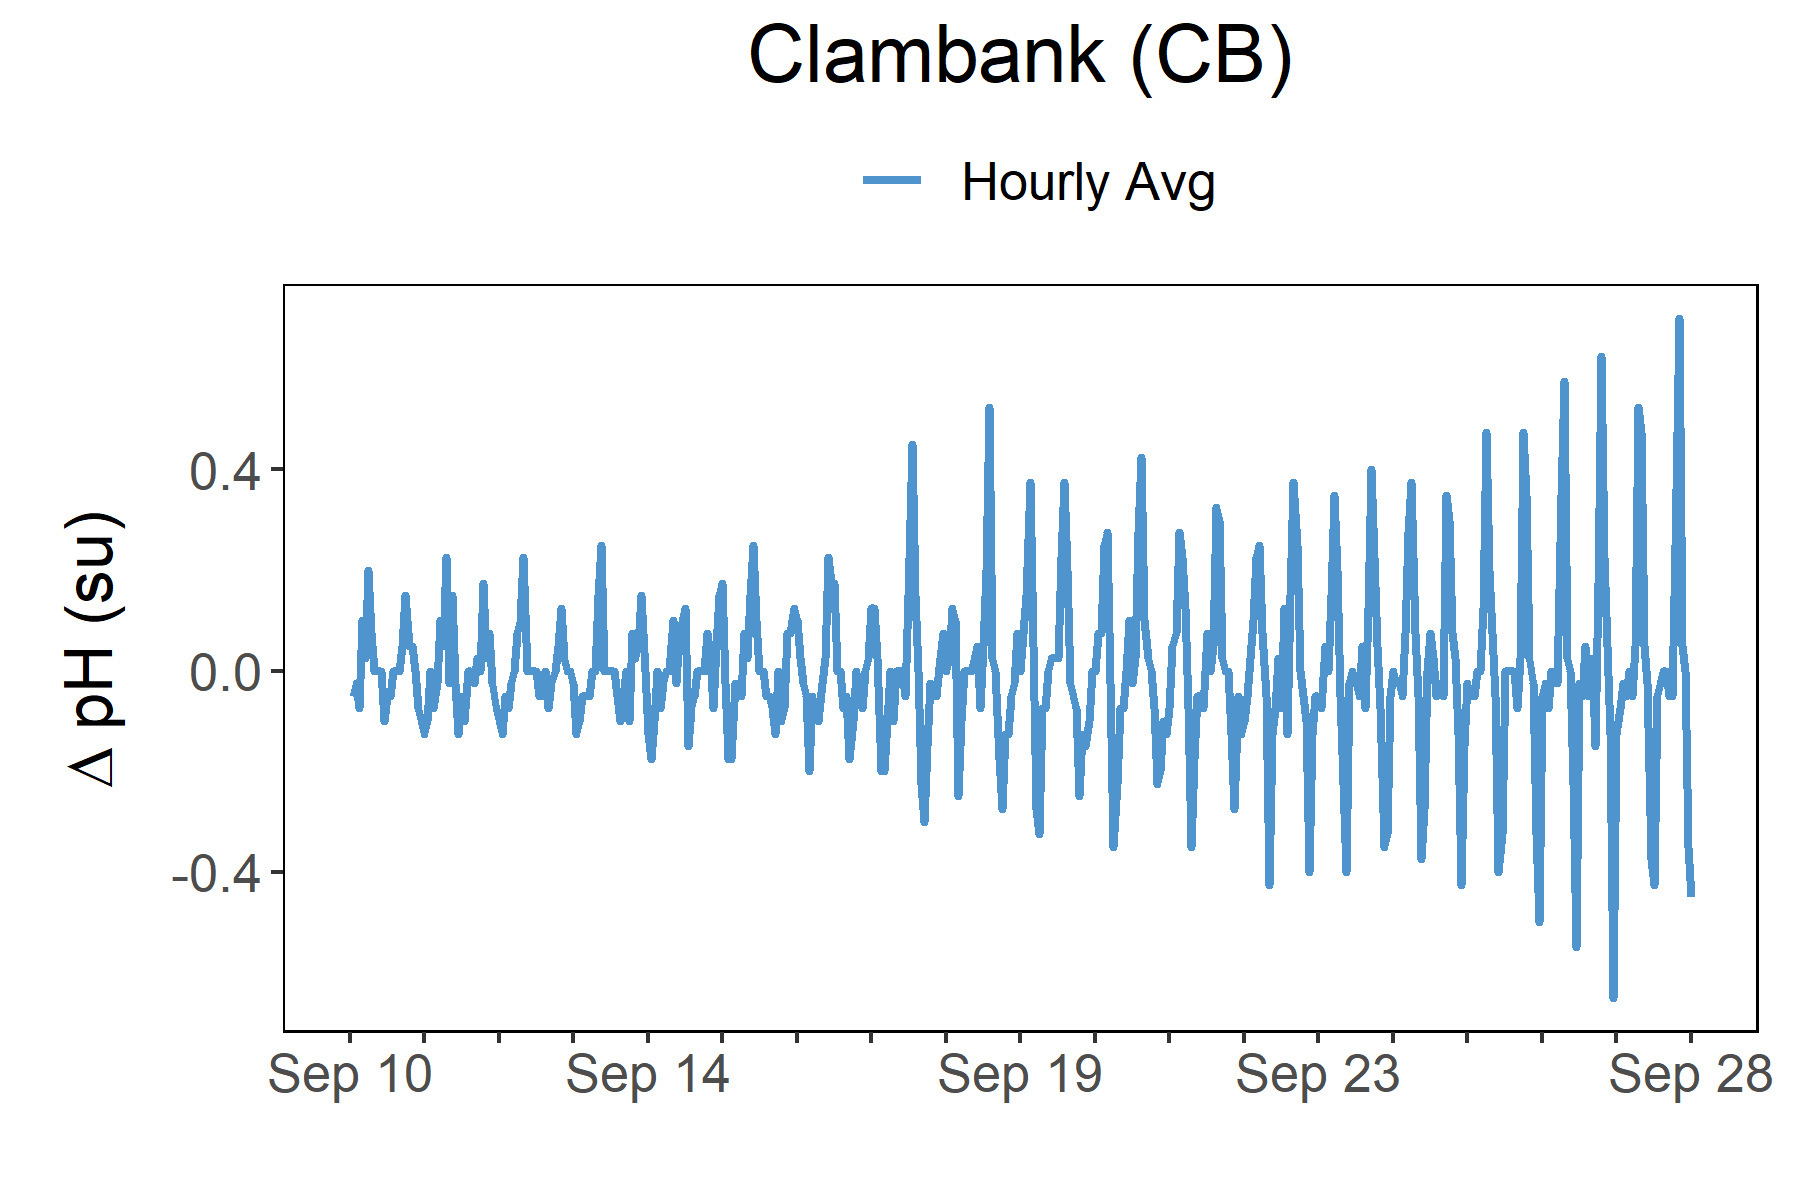 Clambank (CB)
Hourly Avg
Δ pH (su)
0.4
0.0
-0.4
Sep 10 Sep 14 Sep 19 Sep 23 Sep 28